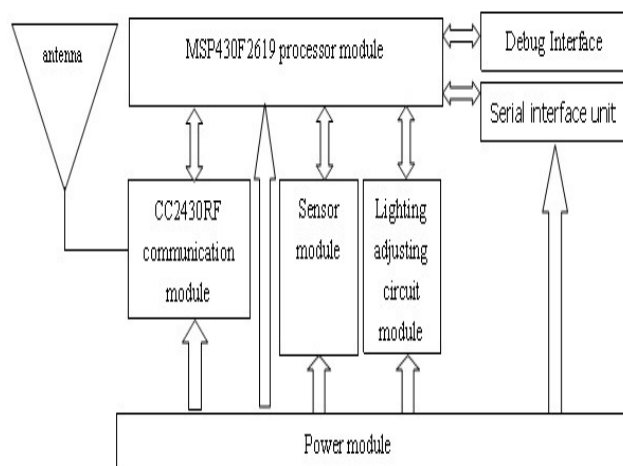 antenna
MSP430F2619 processor module
Debug Interface
Serial interface unit
CC2430RF
communication
module
Sensor
module
Lighting
adjusting
circuit
module
Power module